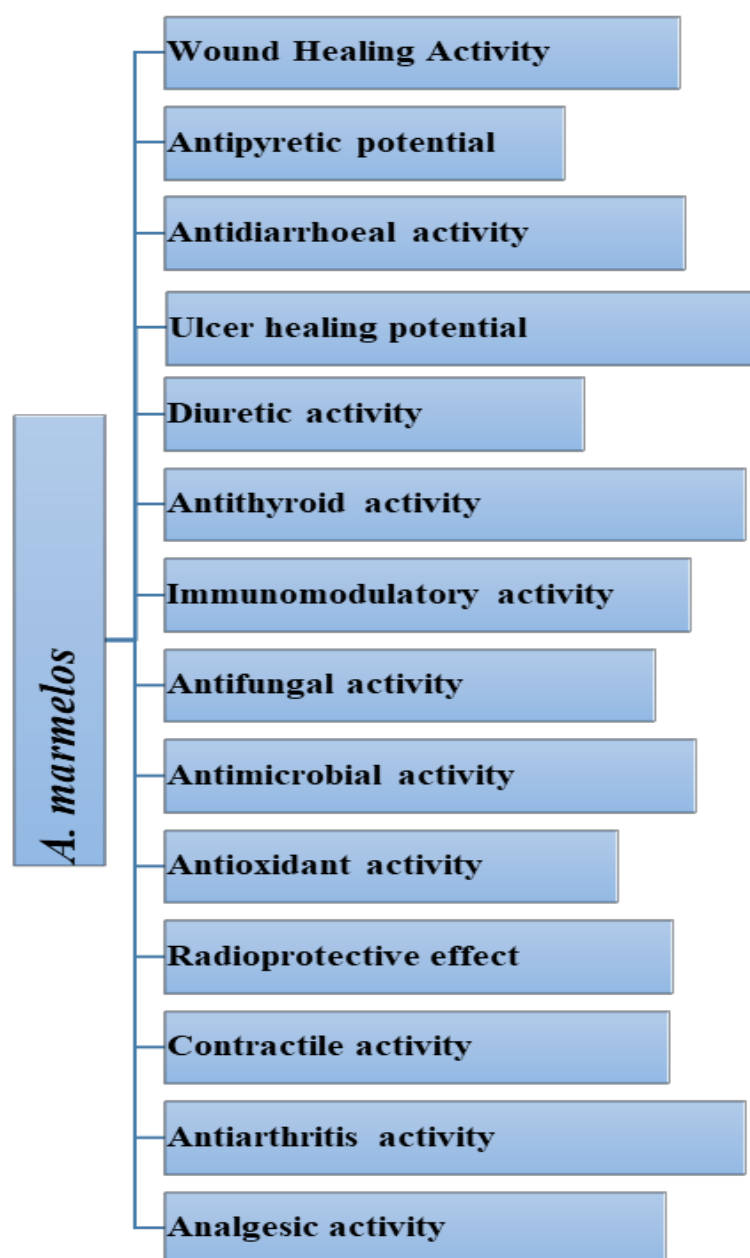 Wound Healing Activity
Antipyretic potential
Antidiarrhoeal activity
Ulcer healing potential
Diuretic activity
Antithyroid activity
Immunomodulatory activity
Antifungal activity
Antimicrobial activity
Antioxidant activity
Radioprotective effect
Contractile activity
Antiarthritis activity
Analgesic activity
A. marmelos